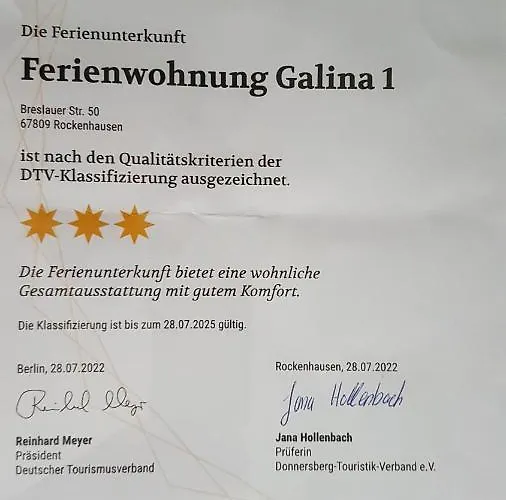 Die Ferienunterkunft
Ferienwohnung Galina 1
Breslauer Str. 50
67809 Rockenhausen
ist nach den Qualitätskriterien der
DTV-Klassifizierung ausgezeichnet.
Die Ferienunterkunft bietet eine wohnliche
Gesamtausstattung mit gutem Komfort.
Die Klassifizierung ist bis zum 28.07.2025 gültig.
Berlin, 28.07.2022
Reinhard Meyer
Reinhard Meyer
Präsident
Deutscher Tourismusverband
Rockenhausen, 28.07.2022
Jana Hollenbach
Jana Hollenbach
Prüferin
Donnersberg-Touristik-Verband e.V.